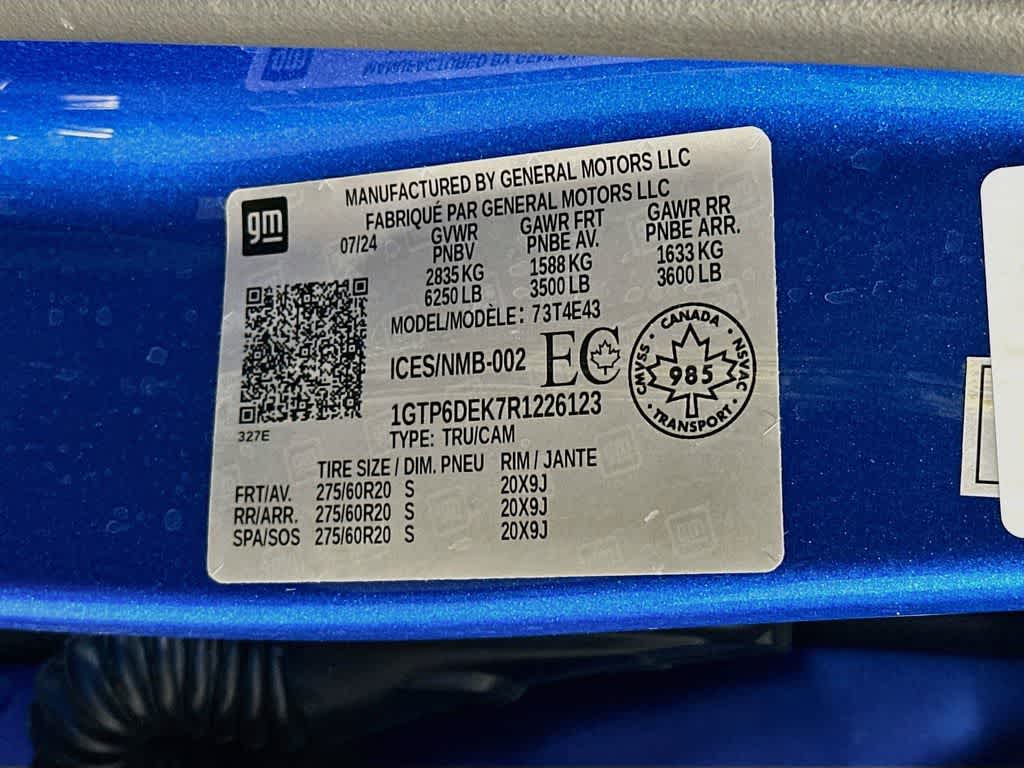 MANUFACTURED BY GENERAL MOTORS LLC
FABRIQUÉ PAR GENERAL MOTORS LLC
gm
07/24
GVWR
PNBV
2835 KG
6250 LB
GAWR FRT
PNBE AV.
1588 KG
3500 LB
GAWR RR
PNBE ARR.
1633 KG
3600 LB
MODEL/MODÈLE: 73T4E43
ICES/NMB-002
EC
CANADA
CMVSS
NSVAC
985
TRANSPORT
1GTP6DEK7R1226123
327E
TYPE: TRU/CAM
TIRE SIZE / DIM. PNEU RIM / JANTE
FRT/AV. 275/60R20 S 20X9J
RR/ARR. 275/60R20 S 20X9J
SPA/SOS 275/60R20 S 20X9J